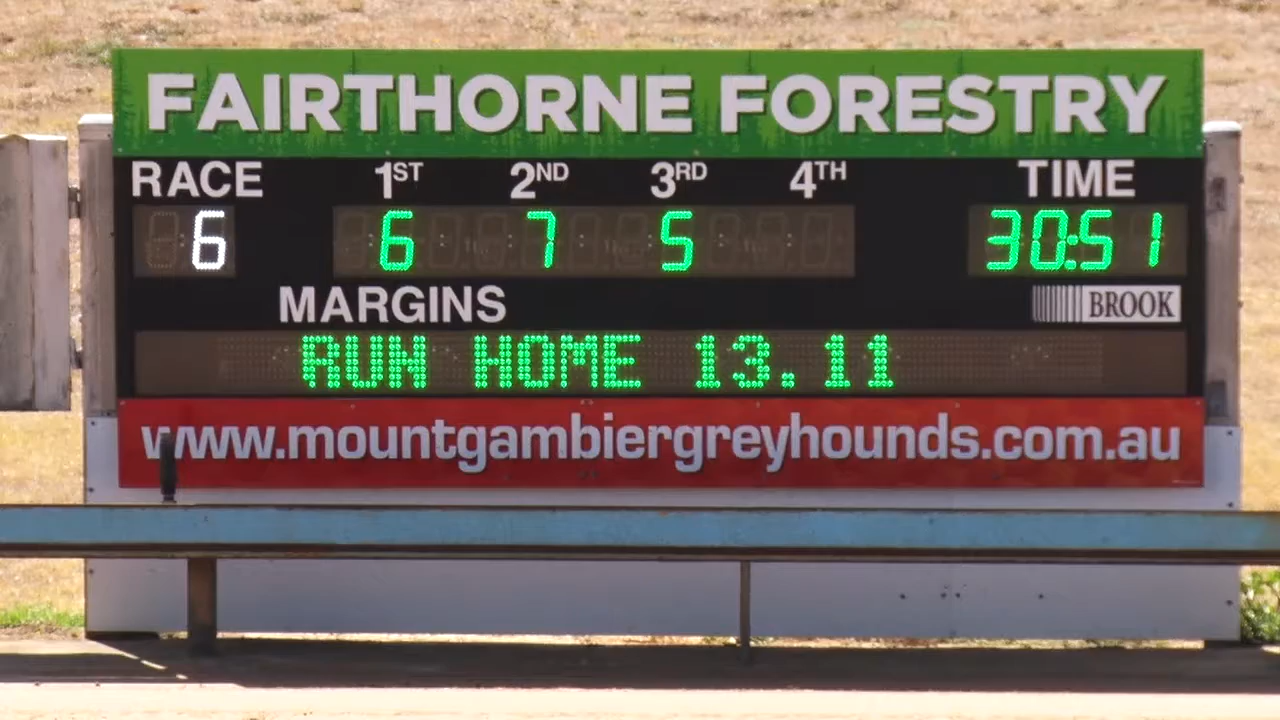 FAIRTHORNE FORESTRY
RACE 1ST 2ND 3RD 4TH TIME
6 6 7 5 30:51
MARGINS BROOK
RUN HOME 13.11
www.mountgambiergreyhounds.com.au